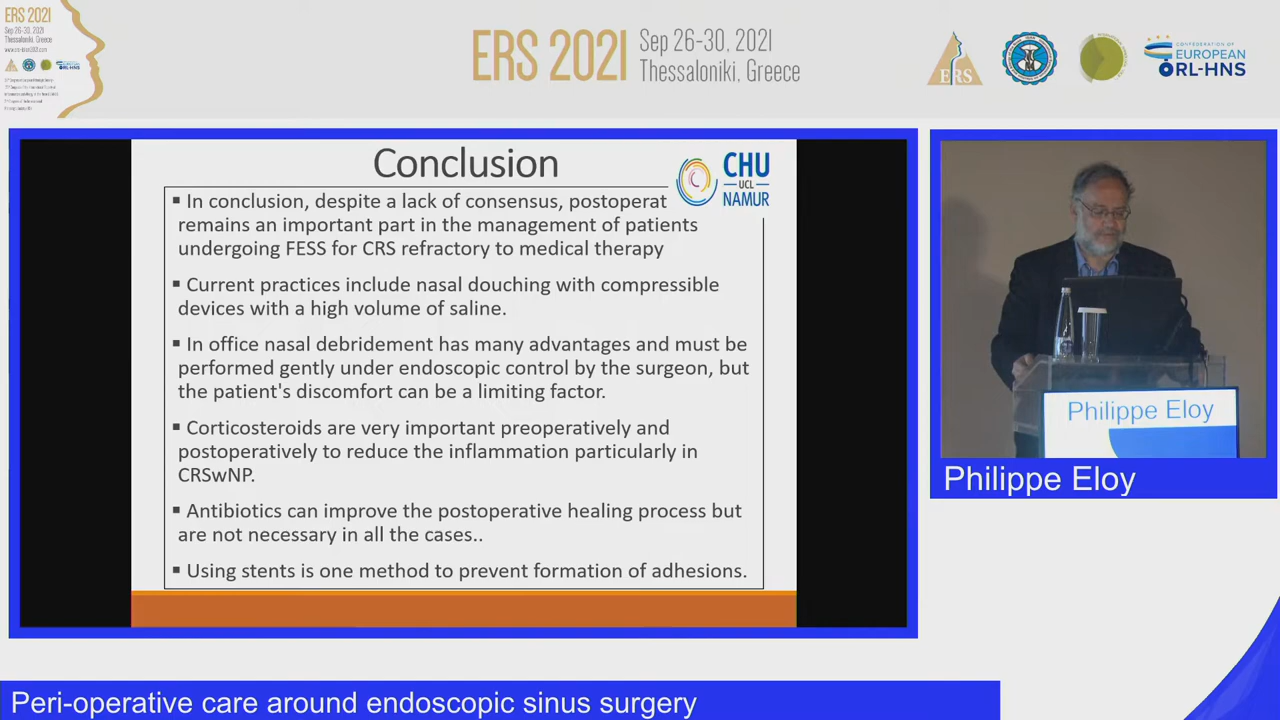 ERS 2021
Sep 26-30, 2021
Thessaloniki, Greece
ERS 2021
Sep 26-30, 2021
Thessaloniki, Greece
ERS
CONFEDERATION OF
EUROPEAN
ORL-HNS
Conclusion
CHU
UCL
NAMUR
▪ In conclusion, despite a lack of consensus, postoperat
remains an important part in the management of patients
undergoing FESS for CRS refractory to medical therapy
▪ Current practices include nasal douching with compressible
devices with a high volume of saline.
▪ In office nasal debridement has many advantages and must be
performed gently under endoscopic control by the surgeon, but
the patient's discomfort can be a limiting factor.
▪ Corticosteroids are very important preoperatively and
postoperatively to reduce the inflammation particularly in
CRSwNP.
▪ Antibiotics can improve the postoperative healing process but
are not necessary in all the cases..
▪ Using stents is one method to prevent formation of adhesions.
Philippe Eloy
Philippe Eloy
Peri-operative care around endoscopic sinus surgery